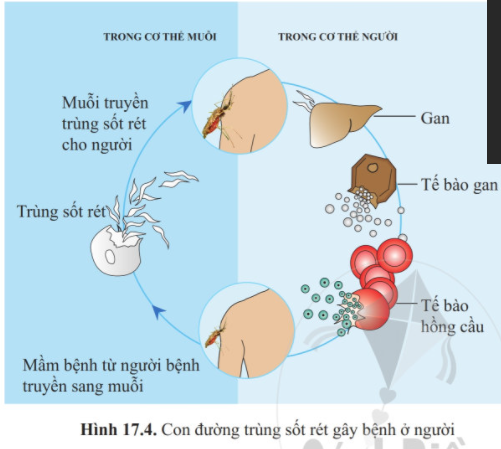 TRONG CƠ THỂ MUỖI
TRONG CƠ THỂ NGƯỜI
Muỗi truyền
trùng sốt rét
cho người
Gan
Tế bào gan
Trùng sốt rét
Tế bào
hồng cầu
Mầm bệnh từ người bệnh
truyền sang muỗi
Hình 17.4. Con đường trùng sốt rét gây bệnh ở người